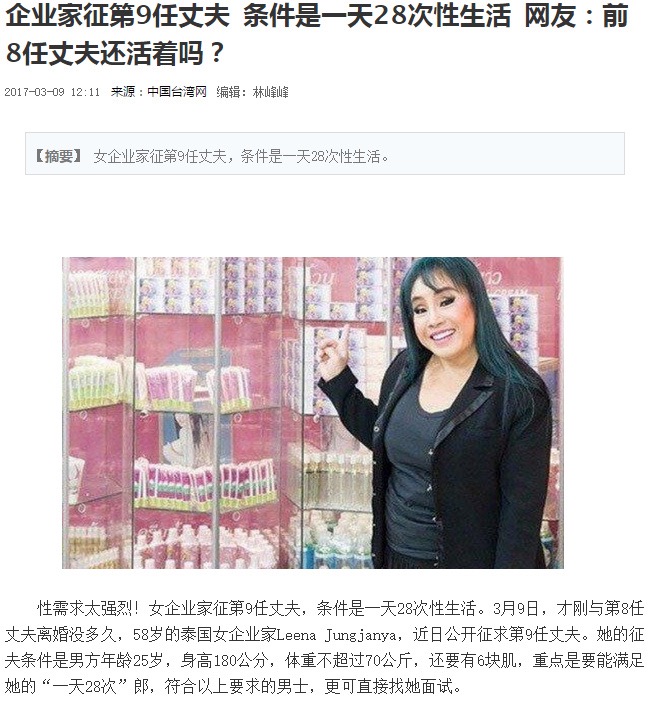 企业家征第9任丈夫 条件是一天28次性生活 网友：前
8任丈夫还活着吗？
2017-03-09 12:11 来源：中国台湾网 编辑：林峰峰
【摘要】 女企业家征第9任丈夫，条件是一天28次性生活。
CREAM
性需求太强烈！女企业家征第9任丈夫，条件是一天28次性生活。3月9日，才刚与第8任
丈夫离婚没多久，58岁的泰国女企业家Leena Jungjanya，近日公开征求第9任丈夫。她的征
夫条件是男方年龄25岁，身高180公分，体重不超过70公斤，还要有6块肌，重点是要能满足
她的“一天28次”郎，符合以上要求的男士，更可直接找她面试。